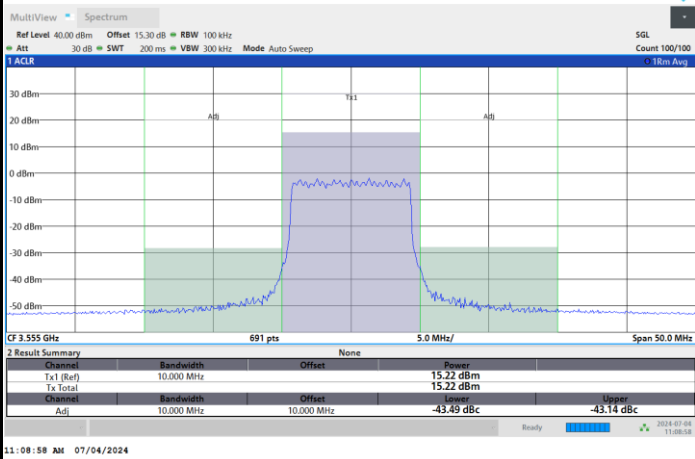 MultiView Spectrum
Ref Level 40.00 dBm Offset 15.30 dB RBW 100 kHz SGL
Att 30 dB SWT 200 ms VBW 300 kHz Mode Auto Sweep Count 100/100
1 ACLR 1Rm Avg
30 dBm
Tx1
20 dBm
Adj Adj
10 dBm
0 dBm
-10 dBm
-20 dBm
-30 dBm
-40 dBm
-50 dBm
CF 3.555 GHz 691 pts 5.0 MHz/ Span 50.0 MHz
2 Result Summary None
Channel Bandwidth Offset Power
Tx1 (Ref) 10.000 MHz 15.22 dBm
Tx Total 15.22 dBm
Channel Bandwidth Offset Lower Upper
Adj 10.000 MHz 10.000 MHz -43.49 dBc -43.14 dBc
Ready 2024-07-04
11:08:58
11:08:58 AM 07/04/2024